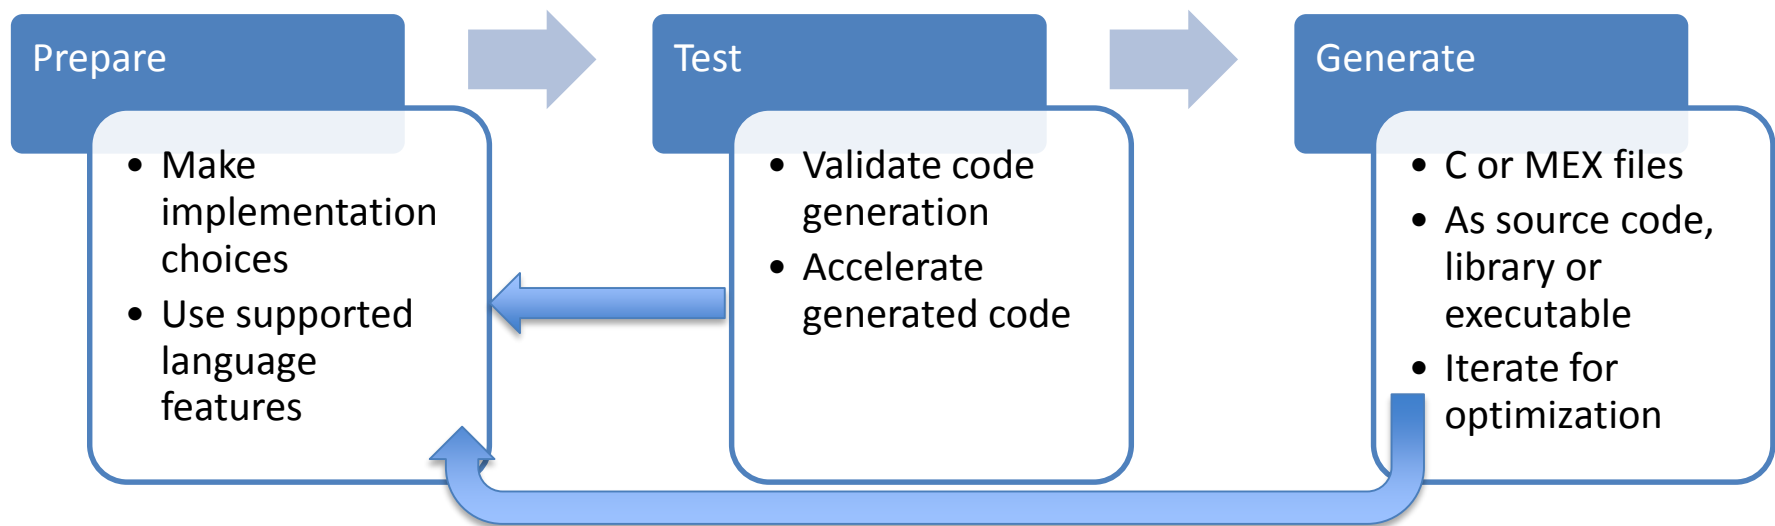 Prepare
• Make
implementation
choices
• Use supported
language
features
Test
• Validate code
generation
• Accelerate
generated code
Generate
• C or MEX files
• As source code,
library or
executable
• Iterate for
optimization